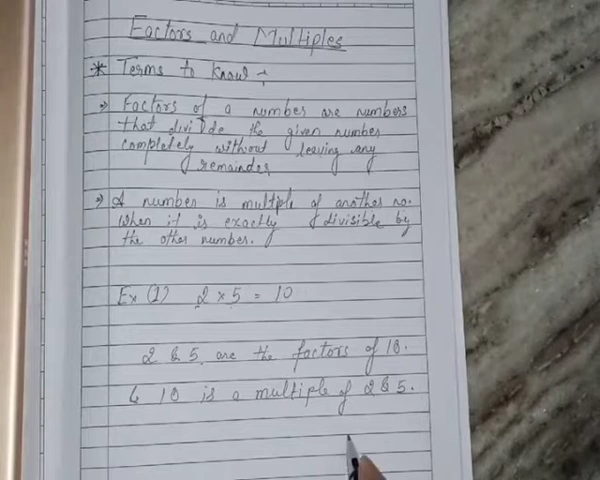 Factors and Multiples
* Terms to know :-
→ Factors of a number are numbers
that divide the given number
completely without leaving any
remainder
→ A number is multiple of another no.
when it is exactly divisible by
the other number.
Ex (1) 2 × 5 = 10
2 & 5 are the factors of 10.
& 10 is a multiple of 2 & 5.